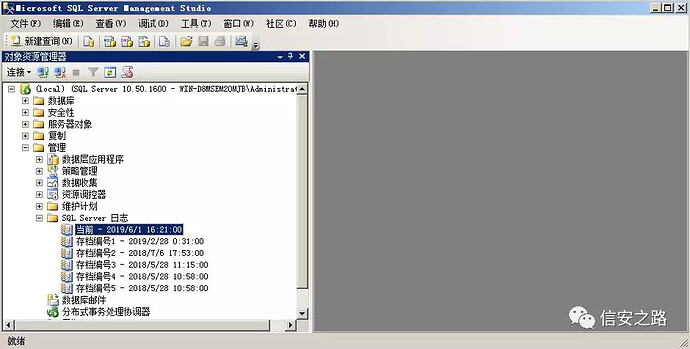 Microsoft SQL Server Management Studio
文件(F) 编辑(E) 查看(V) 调试(D) 工具(T) 窗口(W) 社区(C) 帮助(H)
新建查询(N)
对象资源管理器
连接
(local) (SQL Server 10.50.1600 - WIN-D8MSEM2OMJB\Administrat
数据库
安全性
服务器对象
复制
管理
数据层应用程序
策略管理
数据收集
资源调控器
维护计划
SQL Server 日志
当前 - 2019/6/1 16:21:00
存档编号1 - 2019/2/28 0:31:00
存档编号2 - 2018/7/6 17:53:00
存档编号3 - 2018/5/28 11:15:00
存档编号4 - 2018/5/28 10:58:00
存档编号5 - 2018/5/28 10:58:00
数据库邮件
分布式事务处理协调器
信安之路
就绪